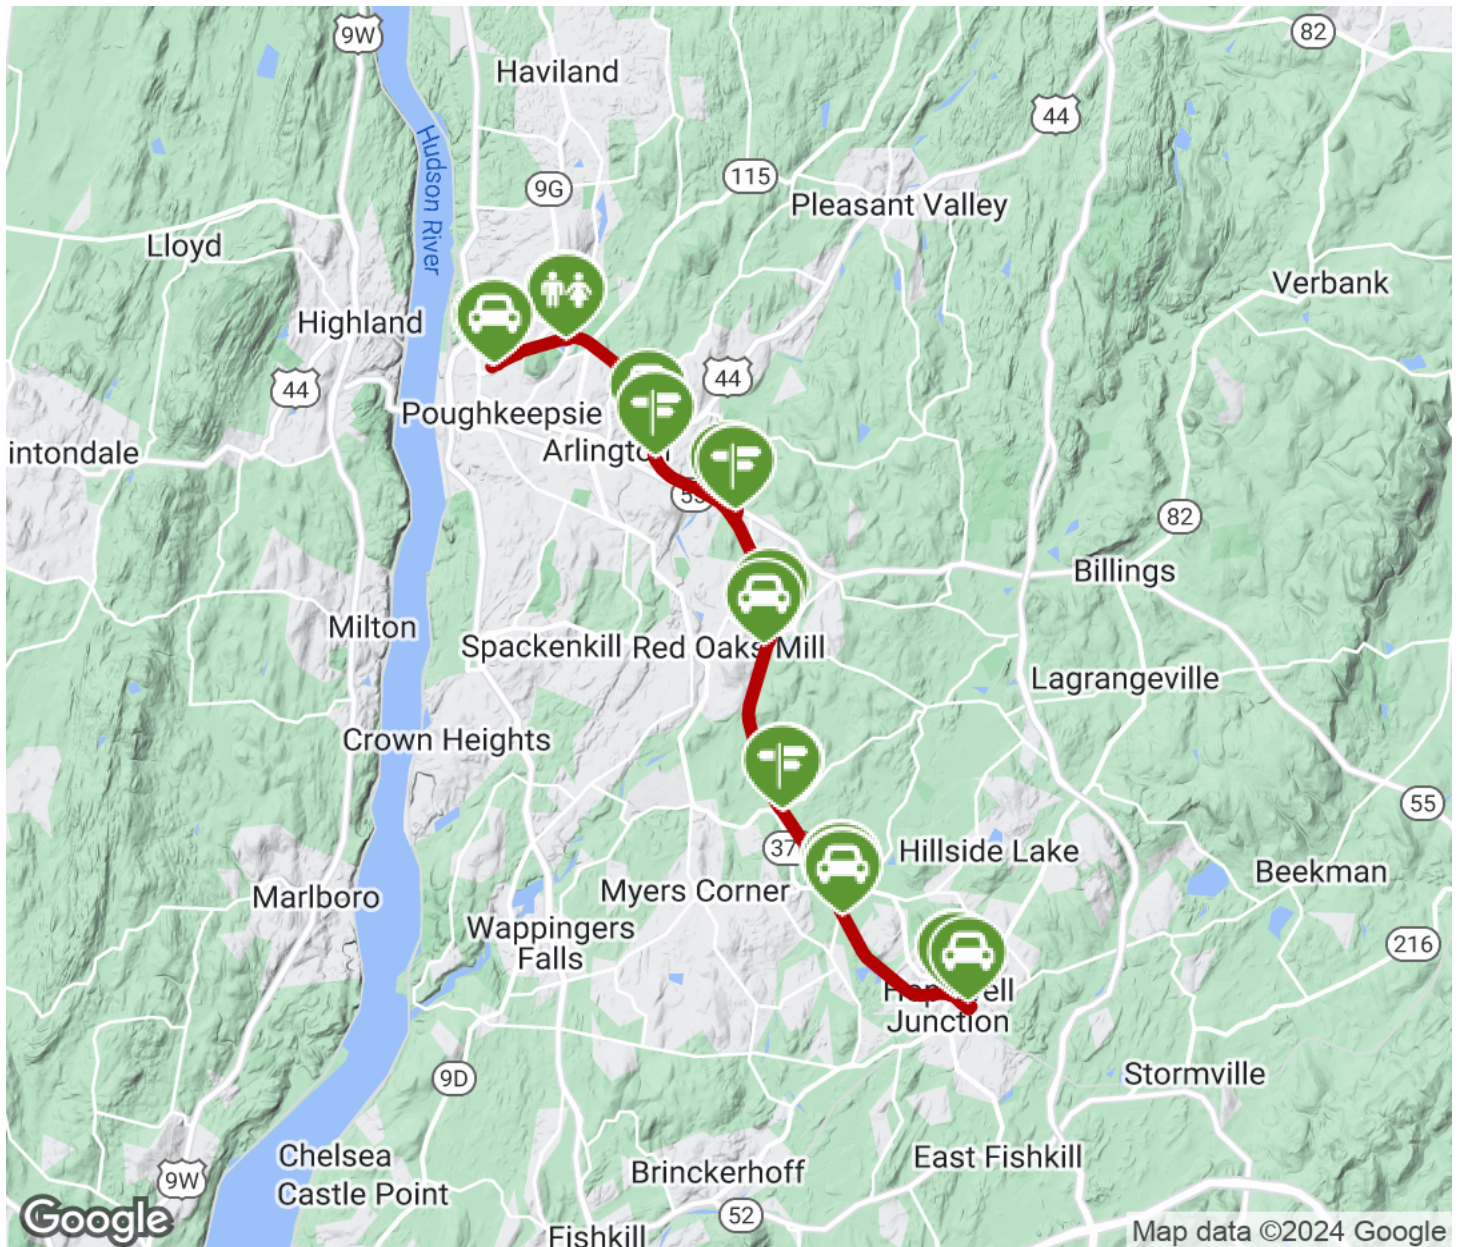 9W
82
Haviland
44
Hudson River
115
9G
Pleasant Valley
Lloyd
Verbank
Highland
44
44
Poughkeepsie
intondale
82
Billings
Milton
Spackenkill
Red Oaks Mill
Lagrangeville
Crown Heights
55
37
Hillside Lake
Beekman
Myers Corner
Marlboro
Wappingers
Falls
216
Junction
9D
Stormville
Chelsea
East Fishkill
9W
Brinckerhoff
Castle Point
52
Fishkill
Google
Map data ©2024 Google